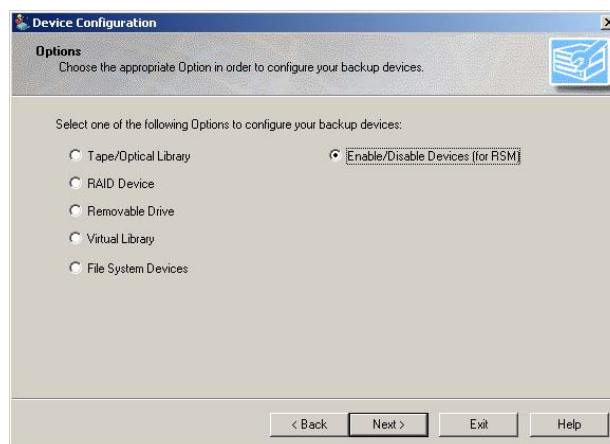 Device Configuration
Options
Choose the appropriate Option in order to configure your backup devices.
Select one of the following Options to configure your backup devices:
Tape/Optical Library
Enable/Disable Devices (for RSM)
RAID Device
Removable Drive
Virtual Library
File System Devices
< Back Next > Exit Help